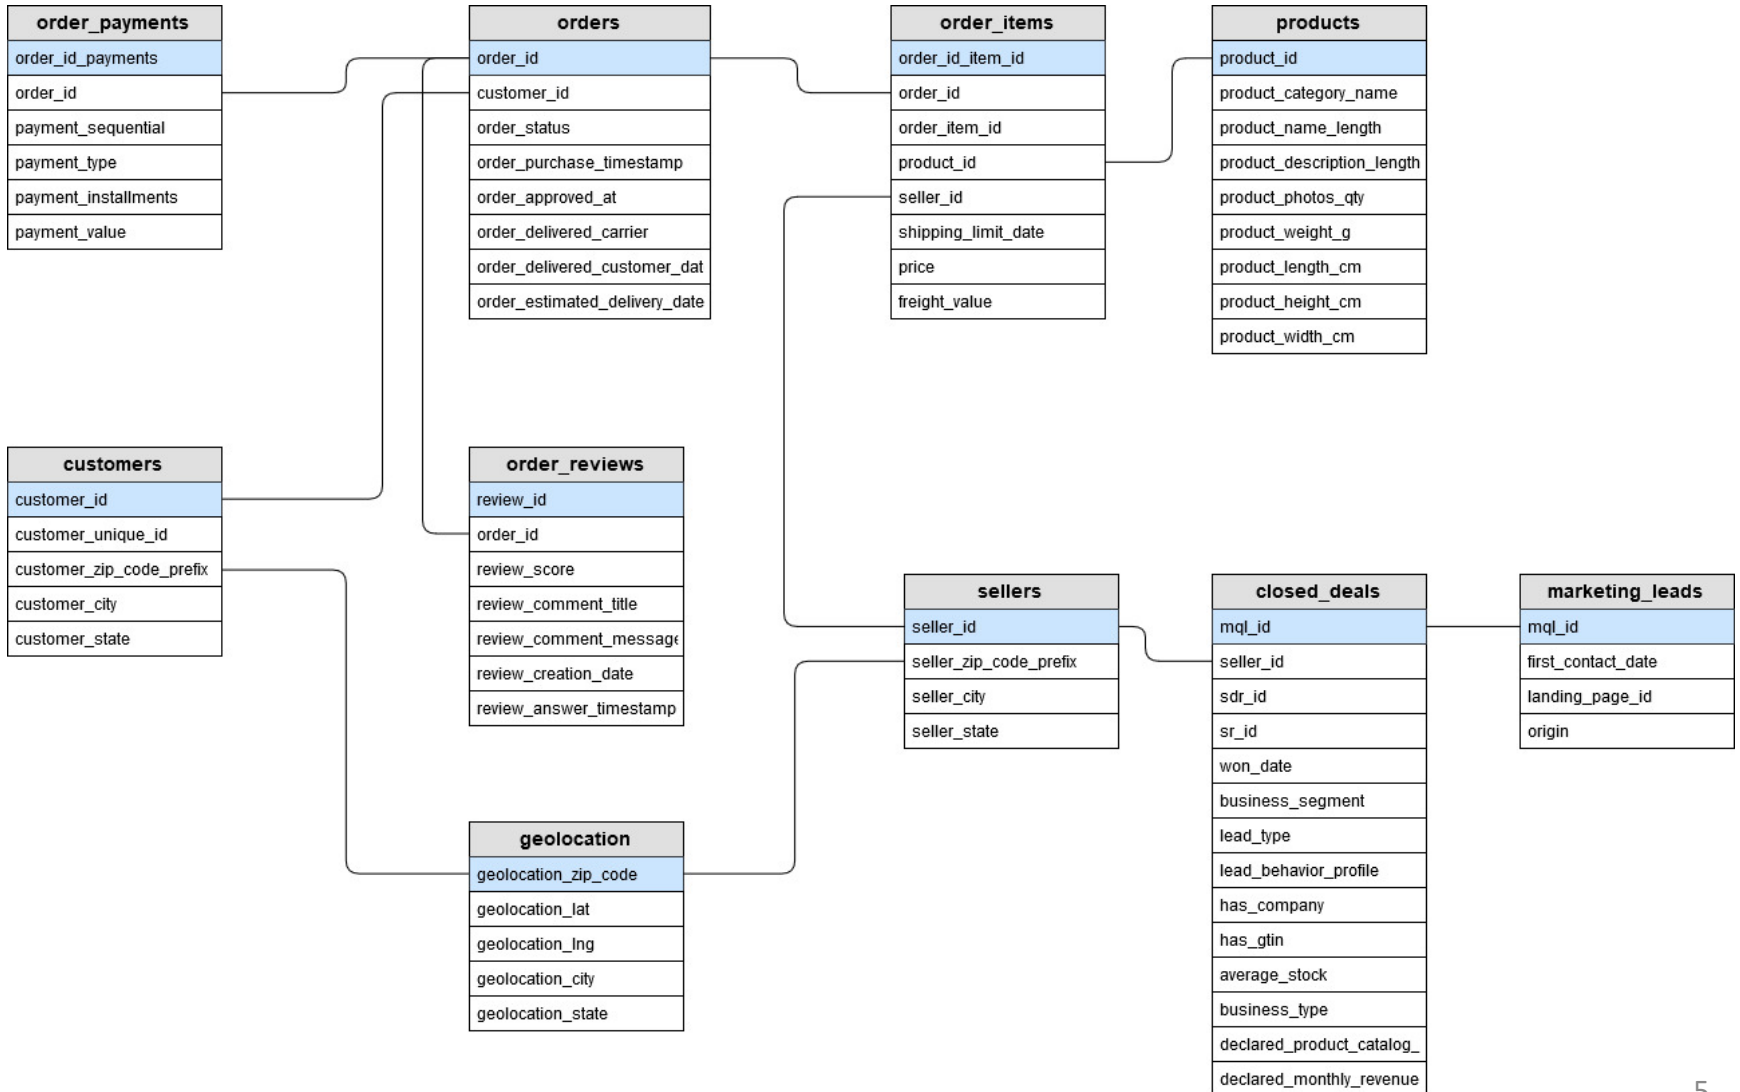 order_payments
order_id_payments
order_id
payment_sequential
payment_type
payment_installments
payment_value
orders
order_id
customer_id
order_status
order_purchase_timestamp
order_approved_at
order_delivered_carrier
order_delivered_customer_dat
order_estimated_delivery_date
order_items
order_id_item_id
order_id
order_item_id
product_id
seller_id
shipping_limit_date
price
freight_value
products
product_id
product_category_name
product_name_length
product_description_length
product_photos_qty
product_weight_g
product_length_cm
product_height_cm
product_width_cm
customers
customer_id
customer_unique_id
customer_zip_code_prefix
customer_city
customer_state
order_reviews
review_id
order_id
review_score
review_comment_title
review_comment_message
review_creation_date
review_answer_timestamp
sellers
seller_id
seller_zip_code_prefix
seller_city
seller_state
closed_deals
mql_id
seller_id
sdr_id
sr_id
won_date
business_segment
lead_type
lead_behavior_profile
has_company
has_gtin
average_stock
business_type
declared_product_catalog_
declared_monthly_revenue
marketing_leads
mql_id
first_contact_date
landing_page_id
origin
geolocation
geolocation_zip_code
geolocation_lat
geolocation_lng
geolocation_city
geolocation_state
5